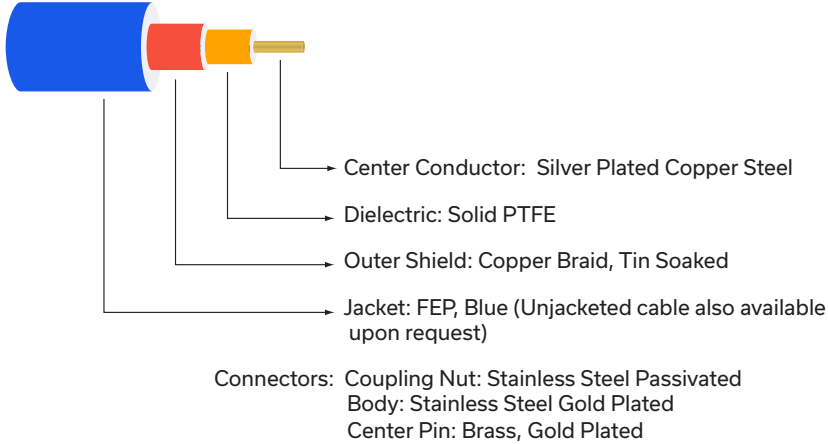 Center Conductor:  Silver Plated Copper Steel
Dielectric: Solid PTFE
Outer Shield: Copper Braid, Tin Soaked
Jacket: FEP, Blue (Unjacketed cable also available
upon request)
Connectors:  Coupling Nut: Stainless Steel Passivated
Body: Stainless Steel Gold Plated
Center Pin: Brass, Gold Plated